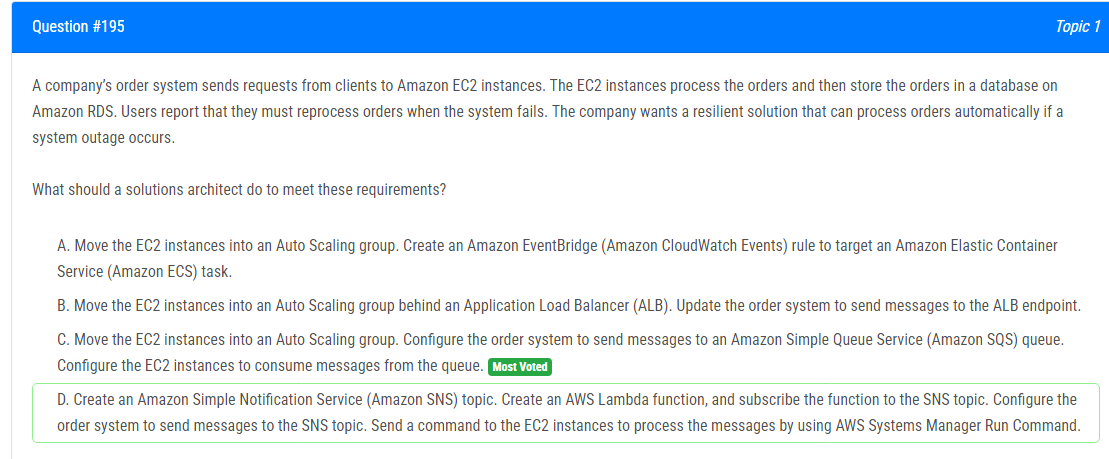 Question #195
Topic 1
A company's order system sends requests from clients to Amazon EC2 instances. The EC2 instances process the orders and then store the orders in a database on
Amazon RDS. Users report that they must reprocess orders when the system fails. The company wants a resilient solution that can process orders automatically if a
system outage occurs.
What should a solutions architect do to meet these requirements?
A. Move the EC2 instances into an Auto Scaling group. Create an Amazon EventBridge (Amazon CloudWatch Events) rule to target an Amazon Elastic Container
Service (Amazon ECS) task.
B. Move the EC2 instances into an Auto Scaling group behind an Application Load Balancer (ALB). Update the order system to send messages to the ALB endpoint.
C. Move the EC2 instances into an Auto Scaling group. Configure the order system to send messages to an Amazon Simple Queue Service (Amazon SQS) queue.
Configure the EC2 instances to consume messages from the queue. Most Voted
D. Create an Amazon Simple Notification Service (Amazon SNS) topic. Create an AWS Lambda function, and subscribe the function to the SNS topic. Configure the
order system to send messages to the SNS topic. Send a command to the EC2 instances to process the messages by using AWS Systems Manager Run Command.